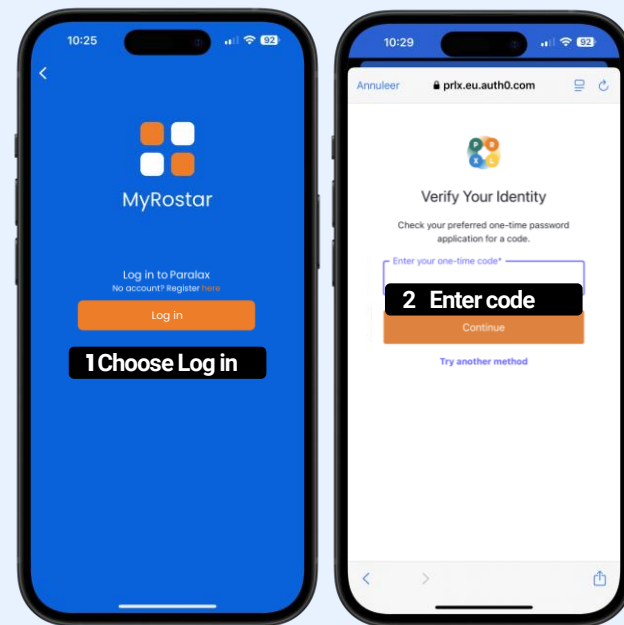 10:25
92
MyRostar
Log in to Paralax
No account? Register here
Log in
1 Choose Log in
10:29
92
Annuleer
prlx.eu.auth0.com
P R
X L
Verify Your Identity
Check your preferred one-time password
application for a code.
Enter your one-time code*
2 Enter code
Continue
Try another method